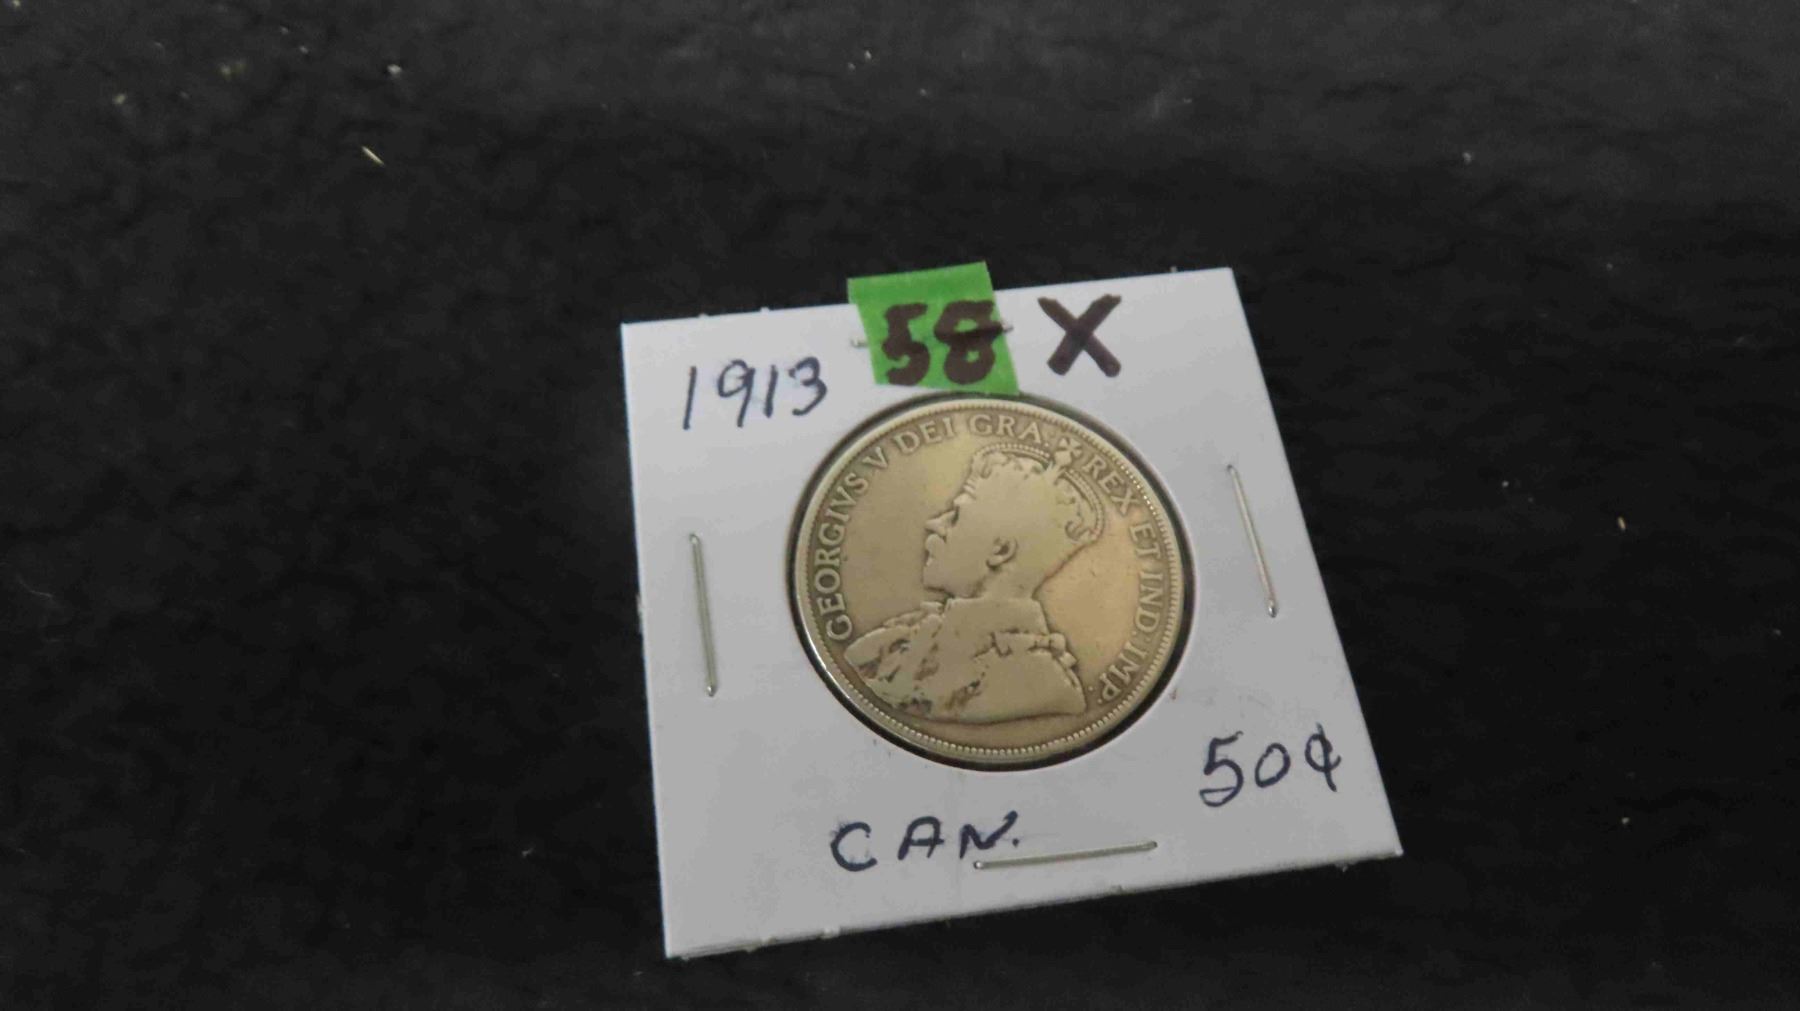 1913 58 X
GEORGIVS V DEI GRA: REX ET IND: IMP:
50¢
CAN.